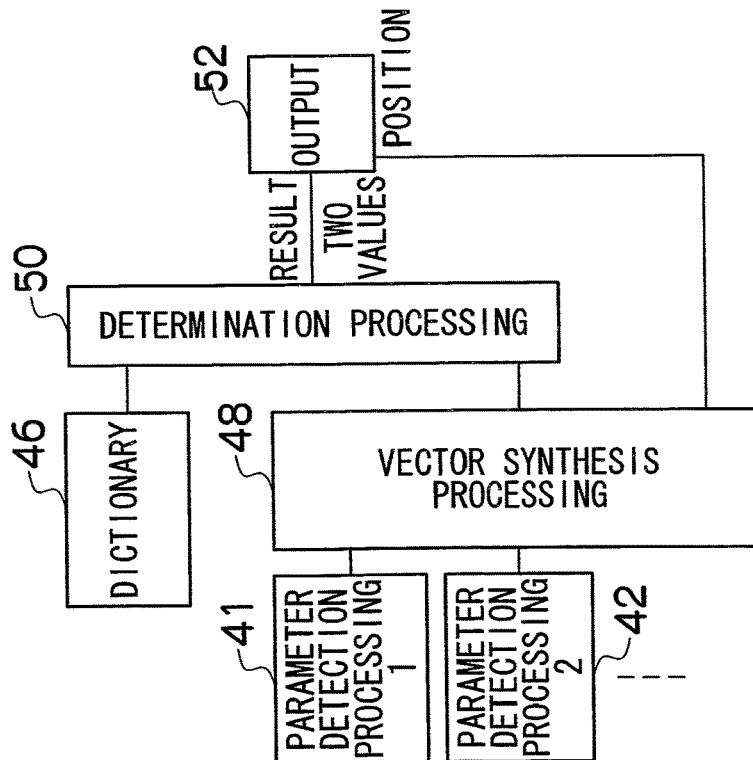 41
PARAMETER
DETECTION
PROCESSING
1
PARAMETER
DETECTION
PROCESSING
2
42
46
DICTIONARY
48
VECTOR SYNTHESIS
PROCESSING
50
DETERMINATION PROCESSING
RESULT
TWO
VALUES
52
OUTPUT
POSITION